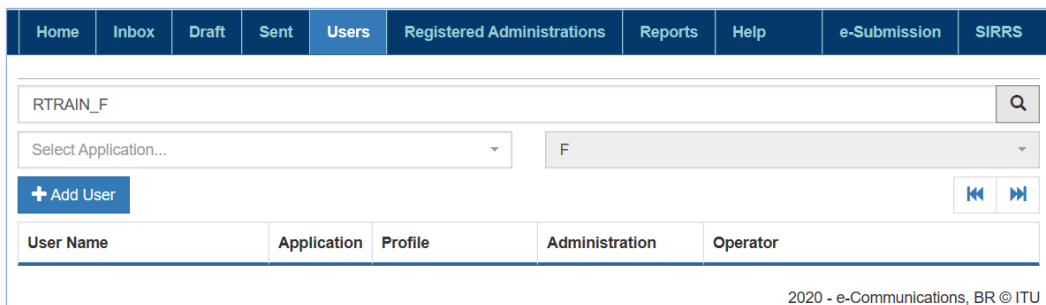 Home Inbox Draft Sent Users Registered Administrations Reports Help e-Submission SIRRS
RTRAIN_F
Select Application... F
Add User
User Name Application Profile Administration Operator
2020 - e-Communications, BR © ITU